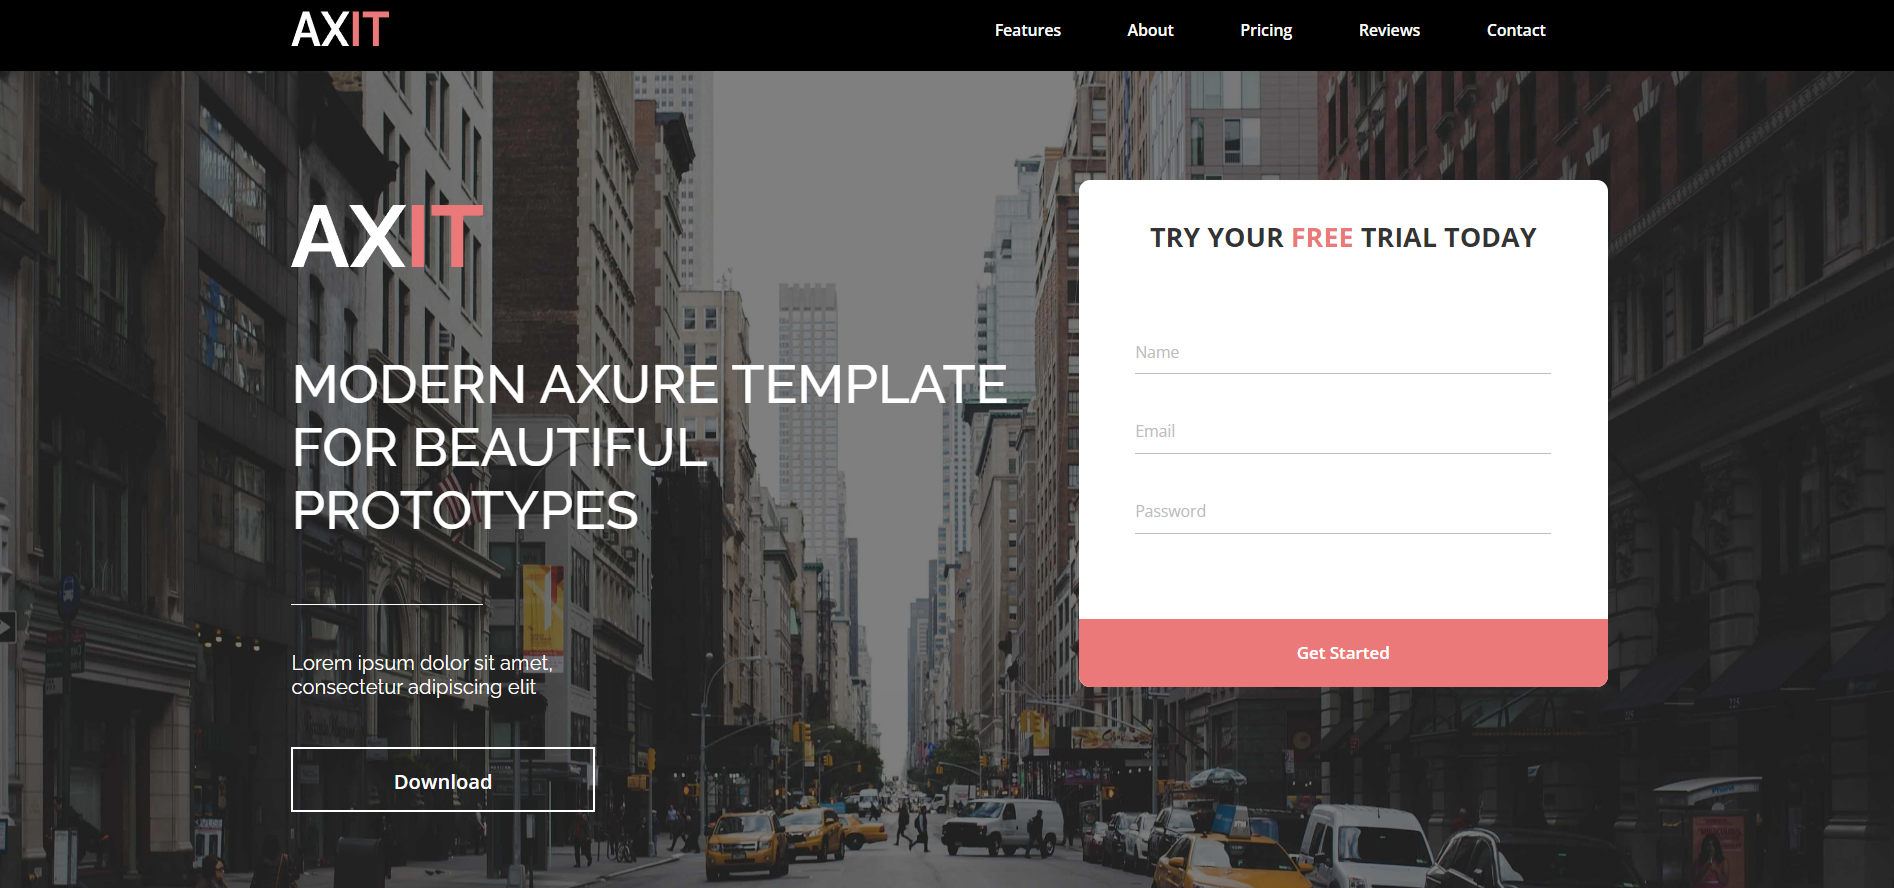 AXIT
Features
About
Pricing
Reviews
Contact
AXIT
MODERN AXURE TEMPLATE
FOR BEAUTIFUL
PROTOTYPES
Lorem ipsum dolor sit amet,
consectetur adipiscing elit
Download
TRY YOUR FREE TRIAL TODAY
Name
Email
Password
Get Started